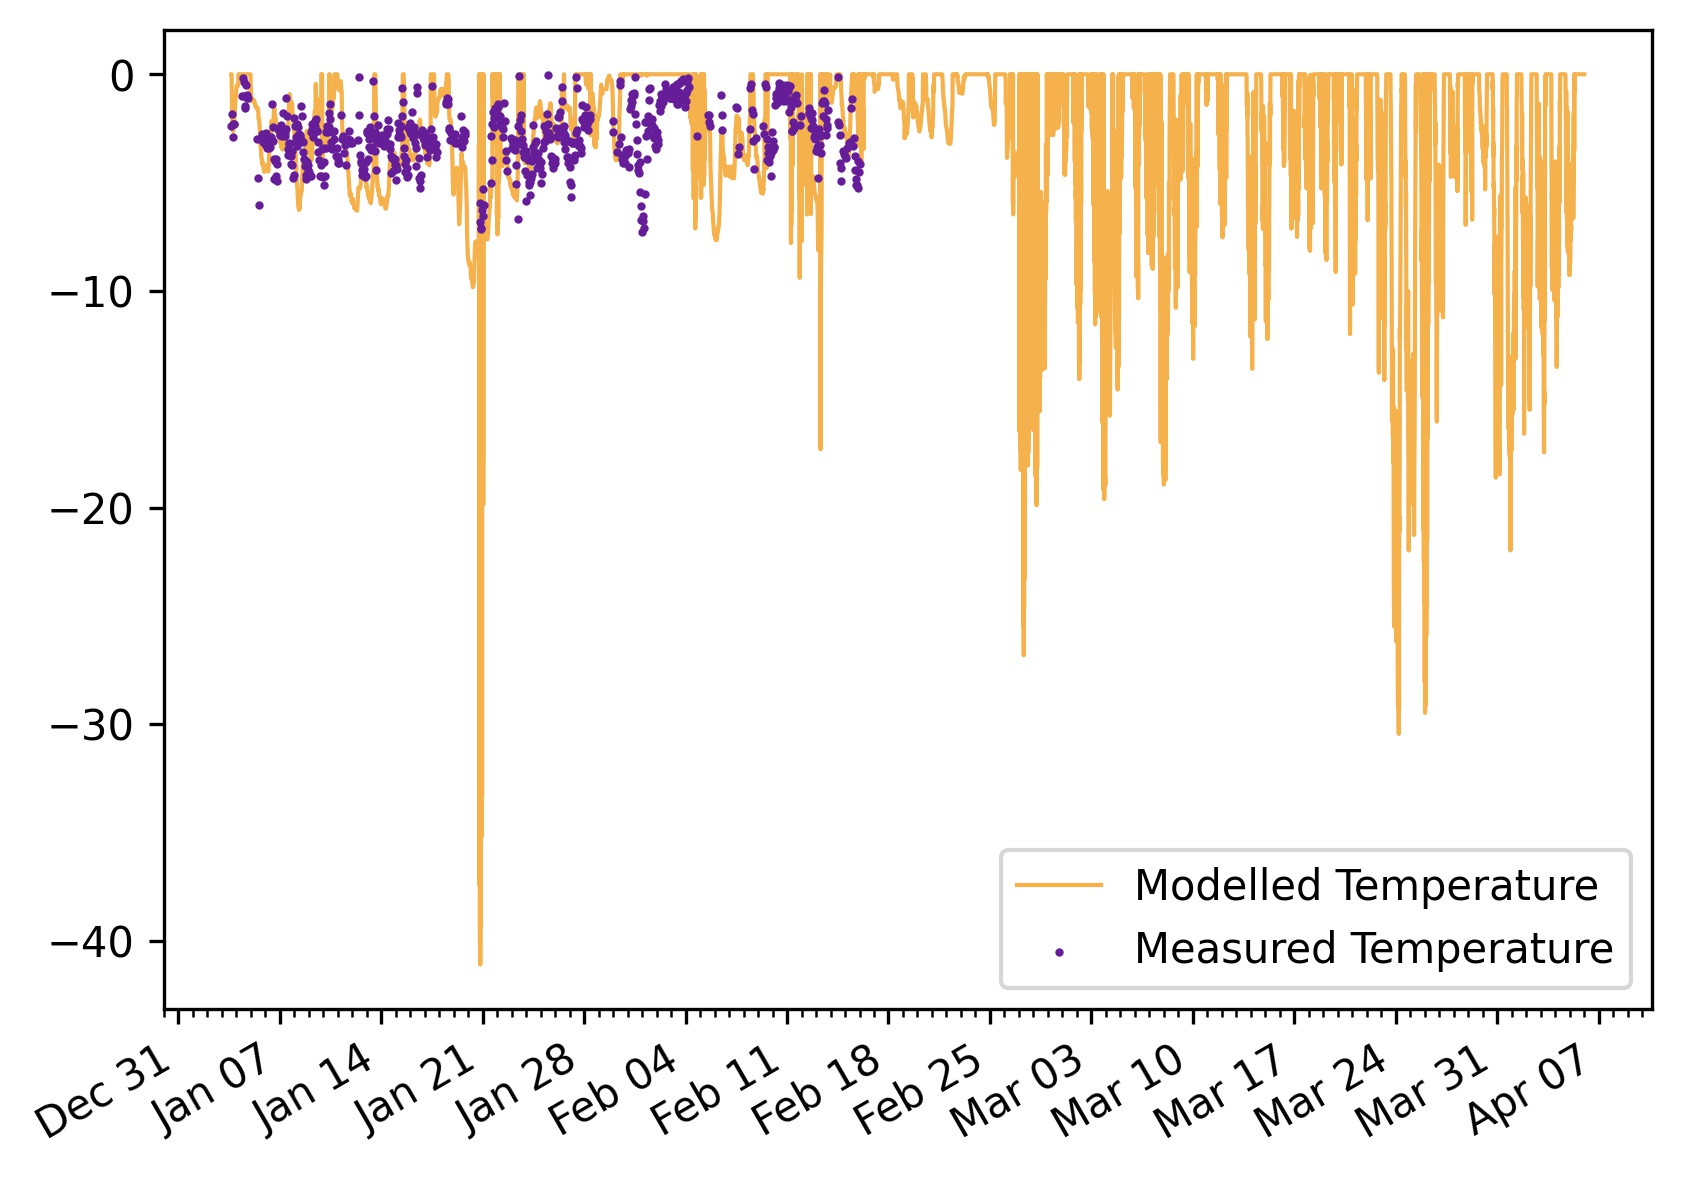 0
−10
−20
−30
−40
Modelled Temperature
Measured Temperature
Dec 31
Jan 07
Jan 14
Jan 21
Jan 28
Feb 04
Feb 11
Feb 18
Feb 25
Mar 03
Mar 10
Mar 17
Mar 24
Mar 31
Apr 07